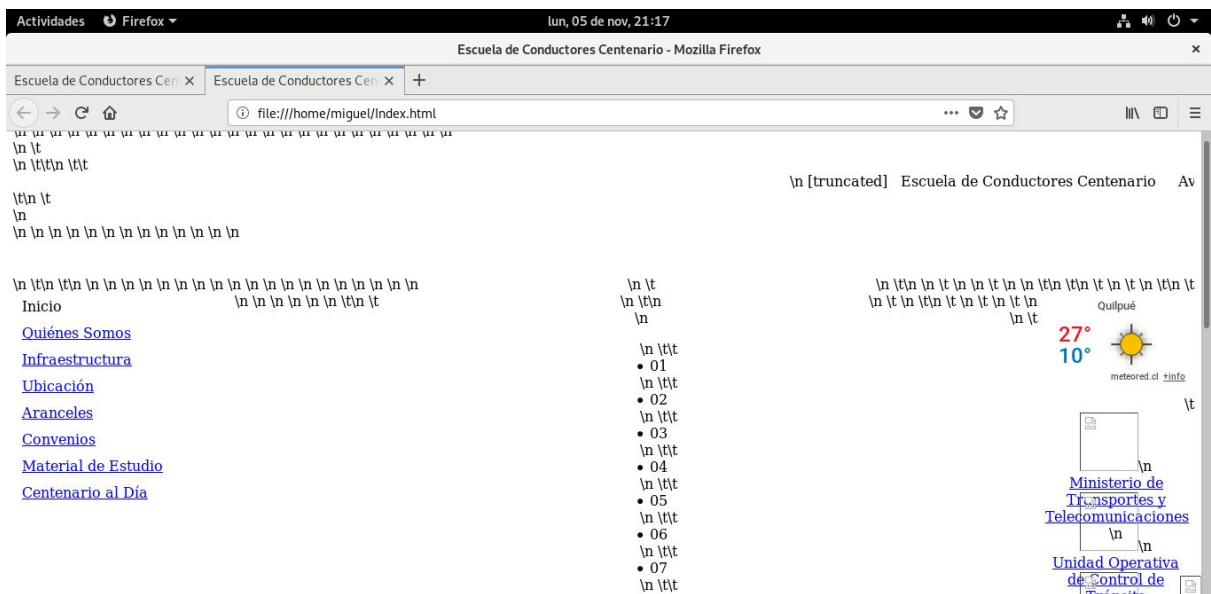 Actividades Firefox lun, 05 de nov, 21:17
Escuela de Conductores Centenario - Mozilla Firefox
Escuela de Conductores Cen Escuela de Conductores Cen
file:///home/miguel/Index.html
\n \n \n \n \n \n \n \n \n \n \n \n \n \n \n \n \n \n \n \n \n \n \n \n \n
\n \t
\n \t\t\n \t\t
\n [truncated] Escuela de Conductores Centenario Av
\t\n \t
\n
\n \n \n \n \n \n \n \n \n \n \n \n \n
\n \t\n \t\n \n \n \n \n \n \n \n \n \n \n \n \n \n \n \n \n \n \n \n
\n \n \n \n \n \n \t\n \t
Inicio
Quiénes Somos
Infraestructura
Ubicación
Aranceles
Convenios
Material de Estudio
Centenario al Día
\n \t
\n \t\n
\n
\n \t\t
• 01
\n \t\t
• 02
\n \t\t
• 03
\n \t\t
• 04
\n \t\t
• 05
\n \t\t
• 06
\n \t\t
• 07
\n \t\t
\n \t\n \n \t \n \n \t \n \n \t\n \t\n \t\n \t \n \t\n \t
\n \t \n \t\n \t \n \t \n \t \n
\n \t
Quilpué
27°
10°
meteored.cl +info
\t
\n
Ministerio de
Transportes y
Telecomunicaciones
\n
\n
Unidad Operativa
de Control de
Tránsito